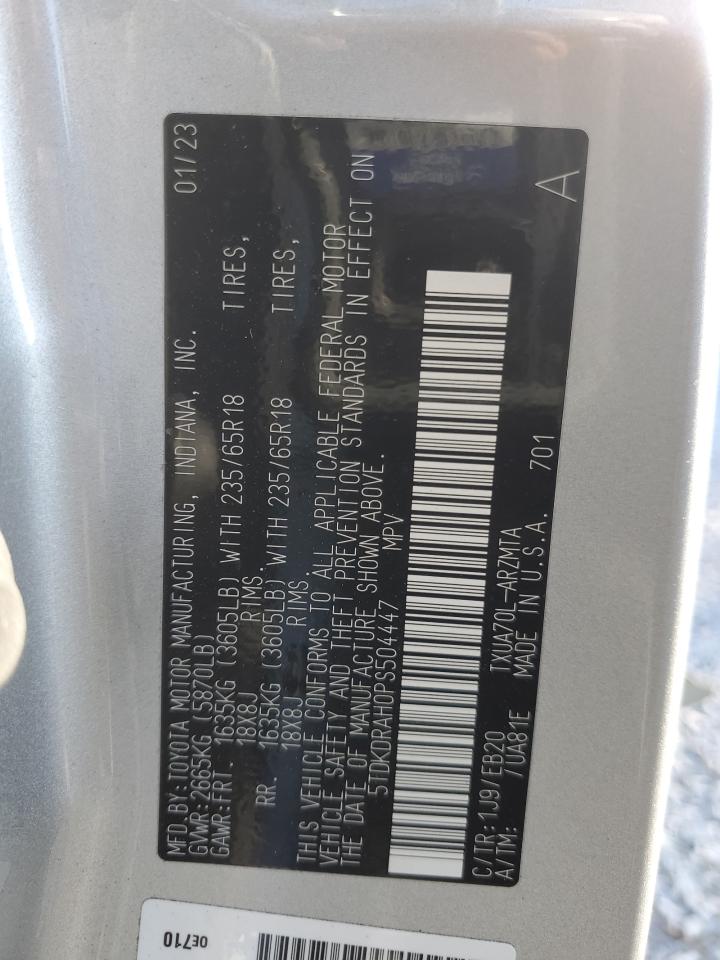 MFD.BY:TOYOTA MOTOR MANUFACTURING, INDIANA, INC. 01/23
GVWR:2665KG (5870LB)
GAWR:FRT. 1635KG (3605LB) WITH 235/65R18 TIRES,
18X8J RIMS.
RR. 1635KG (3605LB) WITH 235/65R18 TIRES,
18X8J RIMS.
THIS VEHICLE CONFORMS TO ALL APPLICABLE FEDERAL MOTOR
VEHICLE SAFETY AND THEFT PREVENTION STANDARDS IN EFFECT ON
THE DATE OF MANUFACTURE SHOWN ABOVE.
5TDKDRAH0PS504447 MPV
C/TR:1J9/EB20 TXUA70L-ARZMTA 701 A
A/TM: /UA81E MADE IN U.S.A.
0E710